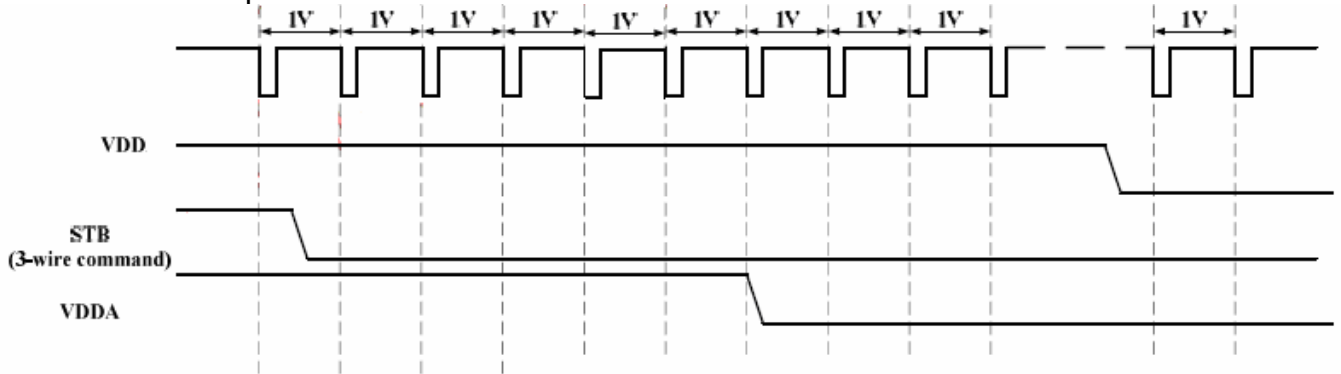 1V 1V 1V 1V 1V 1V 1V 1V 1V 1V
VDD
STB
(3-wire command)
VDDA